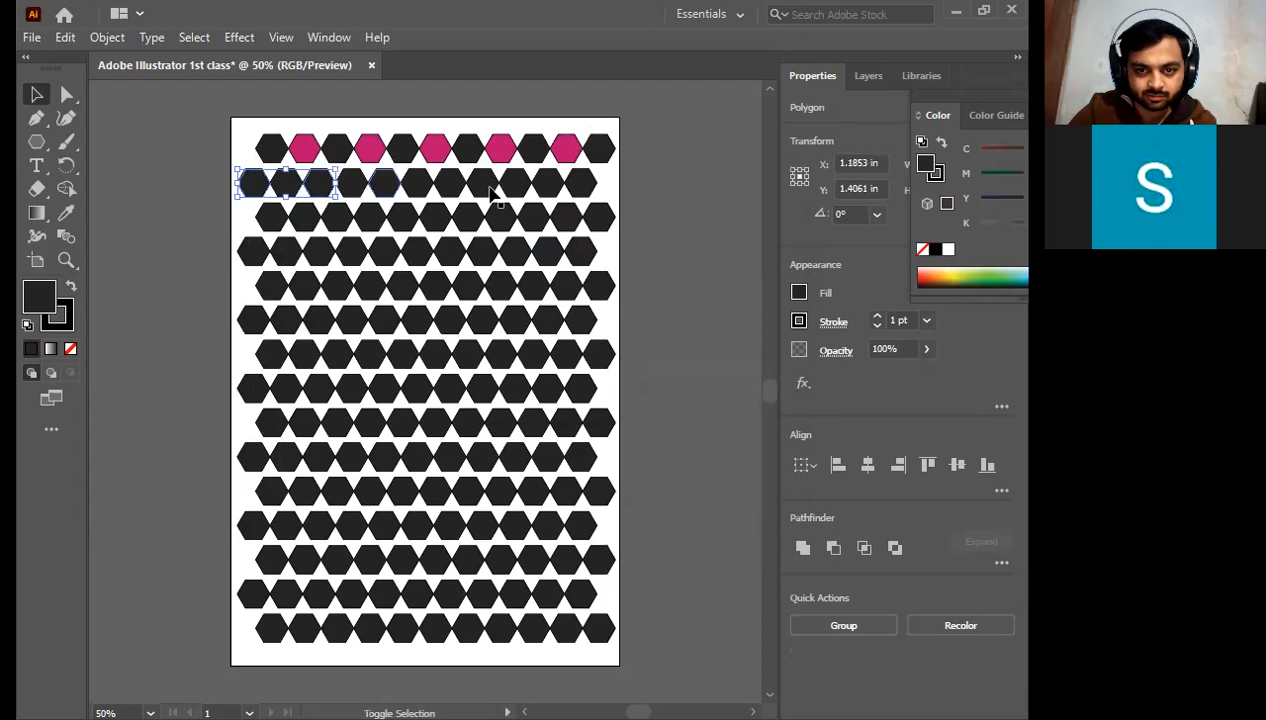 Ai
Essentials
Search Adobe Stock
File Edit Object Type Select Effect View Window Help
Adobe Illustrator 1st class* @ 50% (RGB/Preview)
Properties Layers Libraries
Polygon
Color Color Guide
Transform
X: 1.1853 in W
Y: 1.4061 in H
0°
C
M
Y
K
S
Appearance
Fill
Stroke 1 pt
Opacity 100%
fx.
Align
Pathfinder
Expand
Quick Actions
Group Recolor
50% 1 Toggle Selection